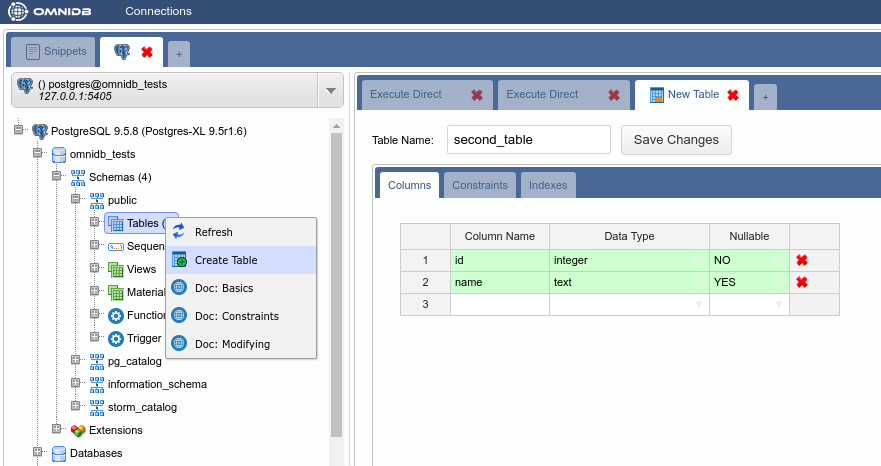 OMNIDB Connections
Snippets
+
() postgres@omnidb_tests
127.0.0.1:5405
PostgreSQL 9.5.8 (Postgres-XL 9.5r1.6)
omnidb_tests
Schemas (4)
public
Tables (
Sequen
Views
Material
Function
Trigger
pg_catalog
information_schema
storm_catalog
Extensions
Databases
Refresh
Create Table
Doc: Basics
Doc: Constraints
Doc: Modifying
Execute Direct
Execute Direct
New Table
+
Table Name: second_table Save Changes
Columns Constraints Indexes
Column Name Data Type Nullable
1 id integer NO
2 name text YES
3